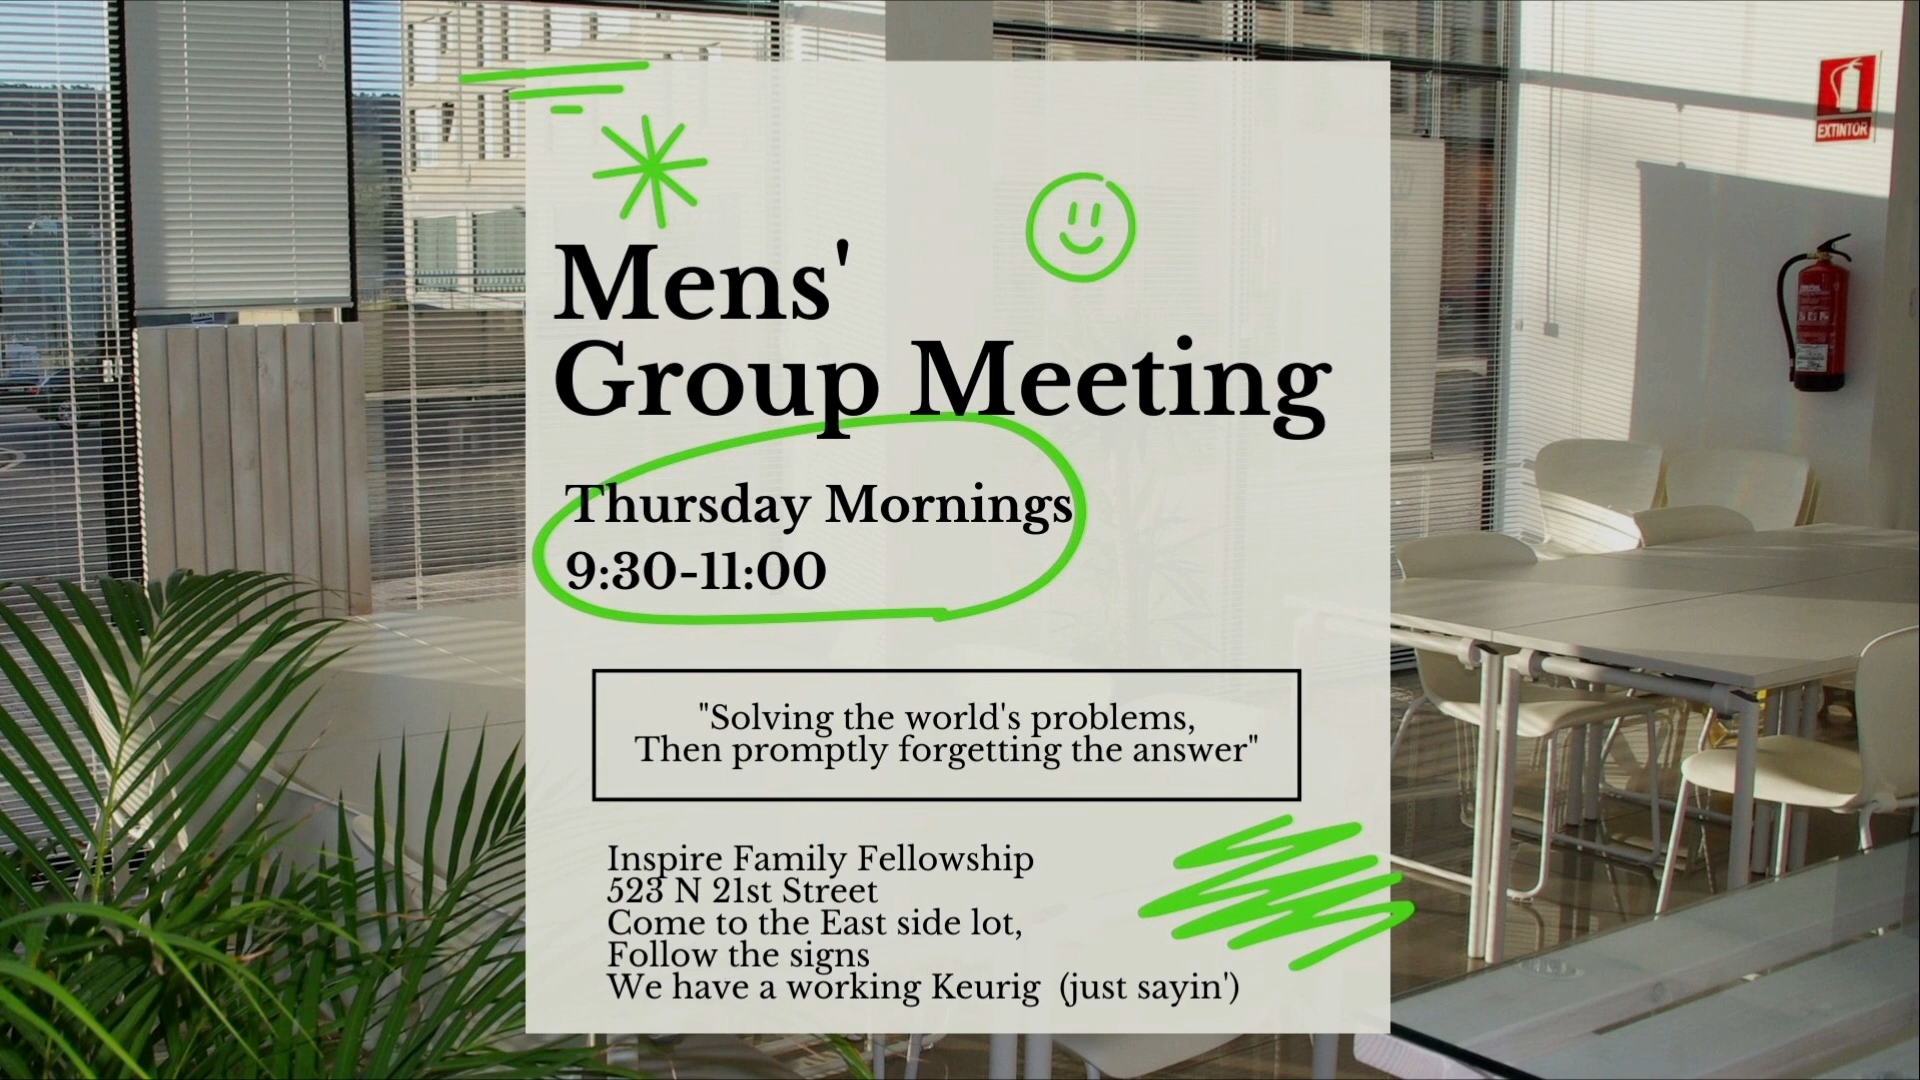 EXTINTOR
Mens'
Group Meeting
Thursday Mornings
9:30-11:00
"Solving the world's problems,
Then promptly forgetting the answer"
Inspire Family Fellowship
523 N 21st Street
Come to the East side lot,
Follow the signs
We have a working Keurig (just sayin')